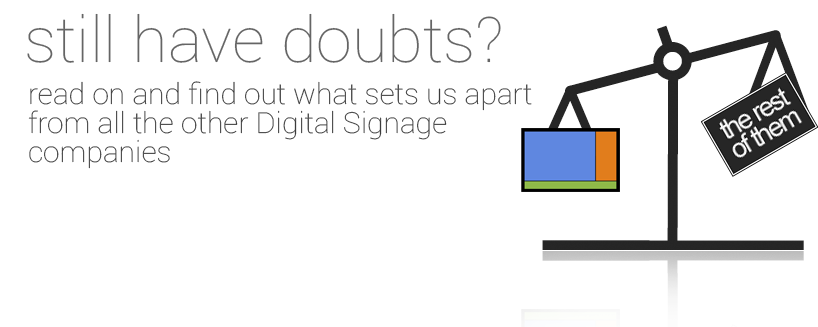 still have doubts?
read on and find out what sets us apart
from all the other Digital Signage
companies
the rest
of them